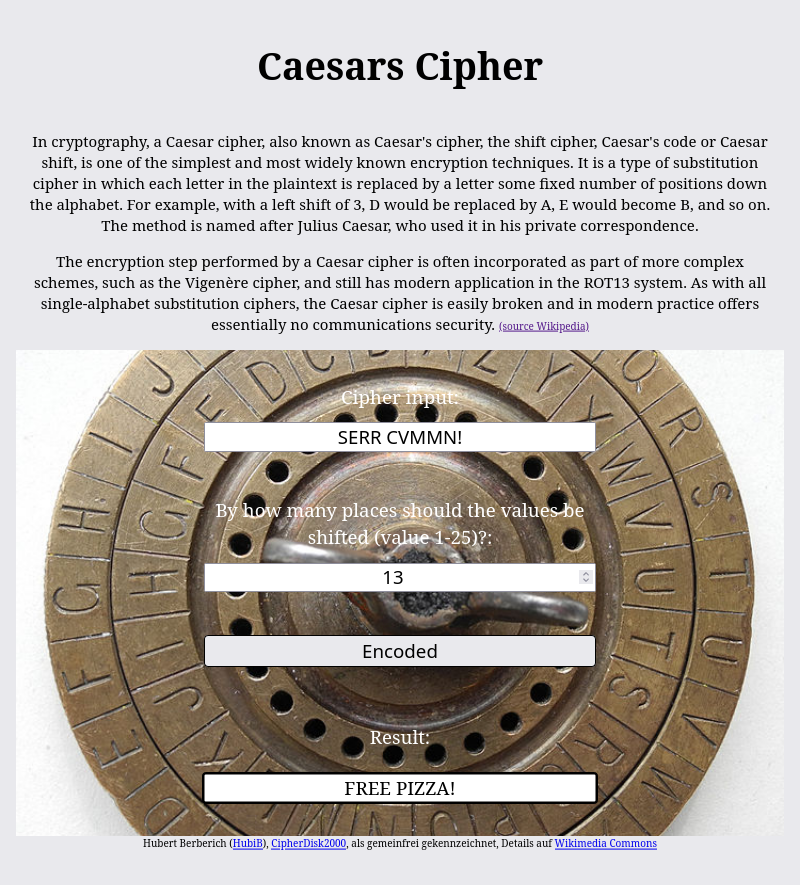 Caesars Cipher
In cryptography, a Caesar cipher, also known as Caesar's cipher, the shift cipher, Caesar's code or Caesar
shift, is one of the simplest and most widely known encryption techniques. It is a type of substitution
cipher in which each letter in the plaintext is replaced by a letter some fixed number of positions down
the alphabet. For example, with a left shift of 3, D would be replaced by A, E would become B, and so on.
The method is named after Julius Caesar, who used it in his private correspondence.
The encryption step performed by a Caesar cipher is often incorporated as part of more complex
schemes, such as the Vigenère cipher, and still has modern application in the ROT13 system. As with all
single-alphabet substitution ciphers, the Caesar cipher is easily broken and in modern practice offers
essentially no communications security. (source Wikipedia)
Cipher input:
SERR CVMMN!
By how many places should the values be
shifted (value 1-25)?:
13
Encoded
Result:
FREE PIZZA!
Hubert Berberich (HubiB), CipherDisk2000, als gemeinfrei gekennzeichnet, Details auf Wikimedia Commons